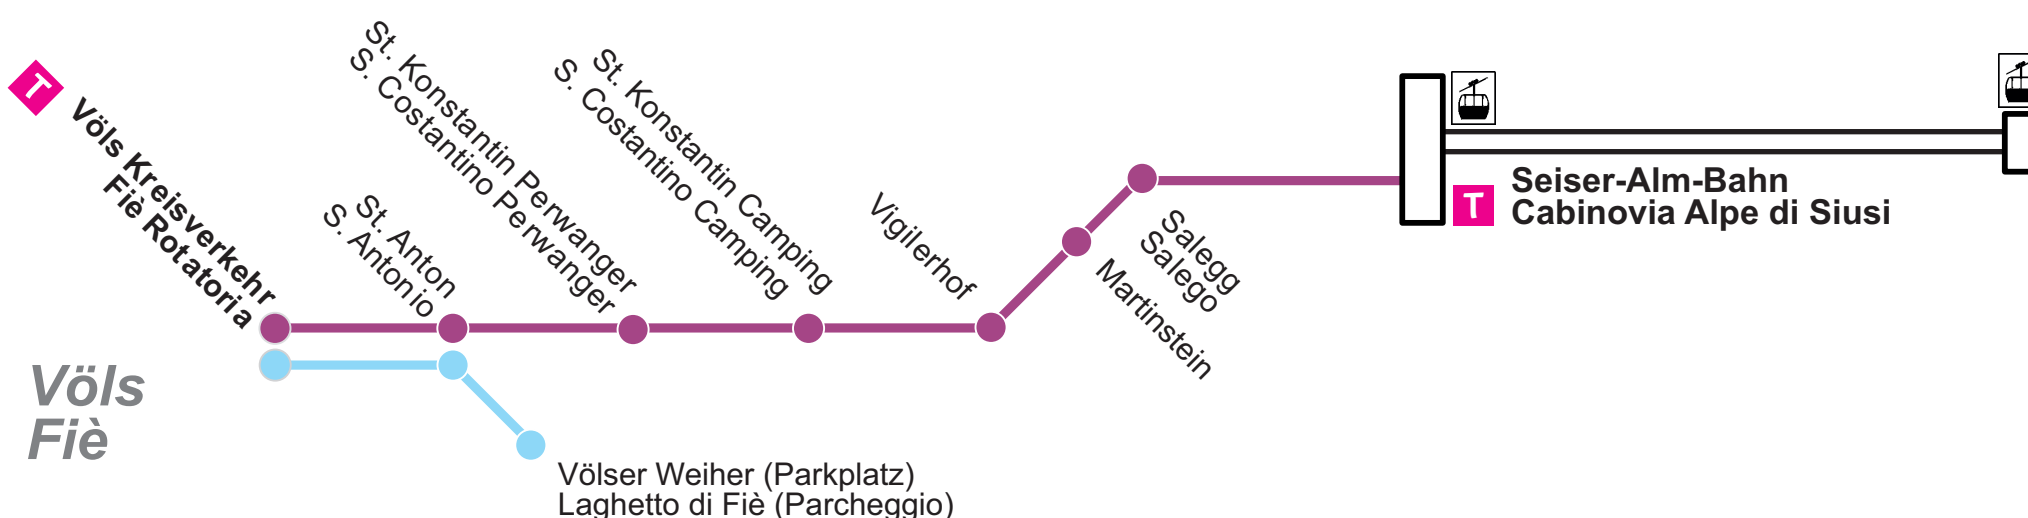 T
Völs Kreisverkehr
Fiè Rotatoria
St. Anton
S. Antonio
St. Konstantin Perwanger
S. Costantino Perwanger
St. Konstantin Camping
S. Costantino Camping
Vigilerhof
Martinstein
Salegg
Salego
T
Seiser-Alm-Bahn
Cabinovia Alpe di Siusi
Völs
Fiè
Völser Weiher (Parkplatz)
Laghetto di Fiè (Parcheggio)